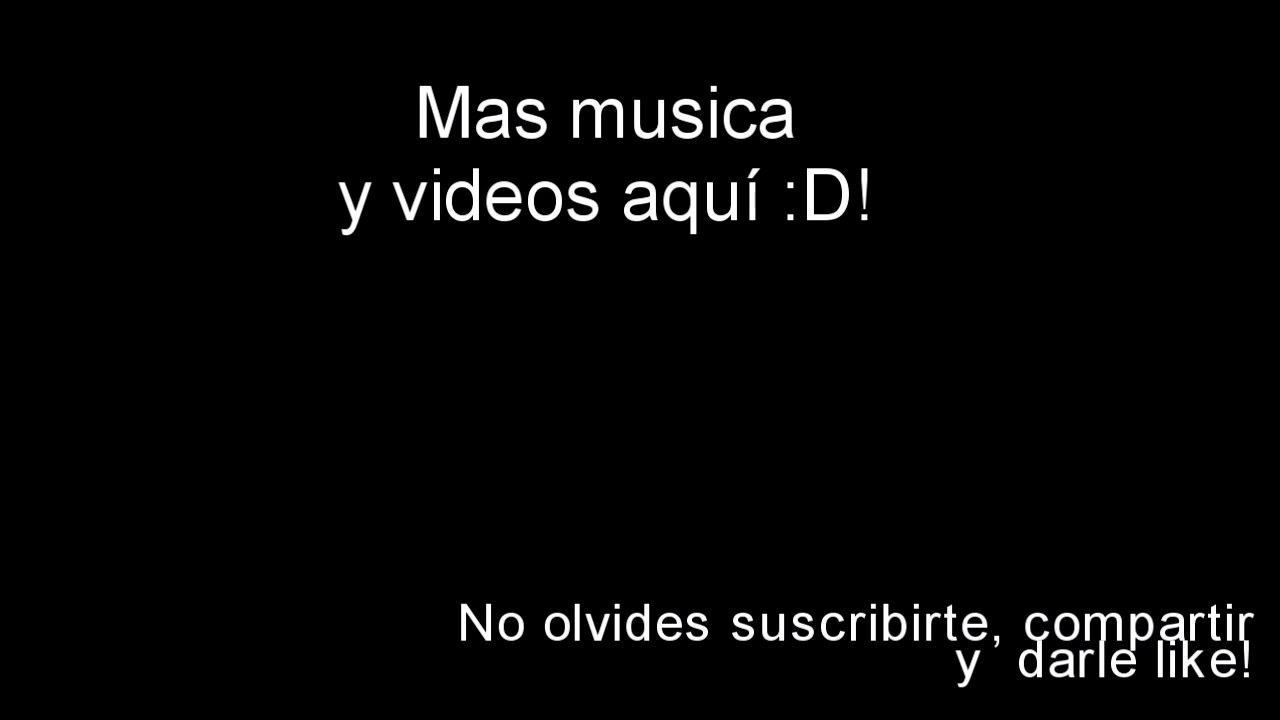 Mas musica
y videos aquí :D!
No olvides suscribirte, compartir
y darle like!